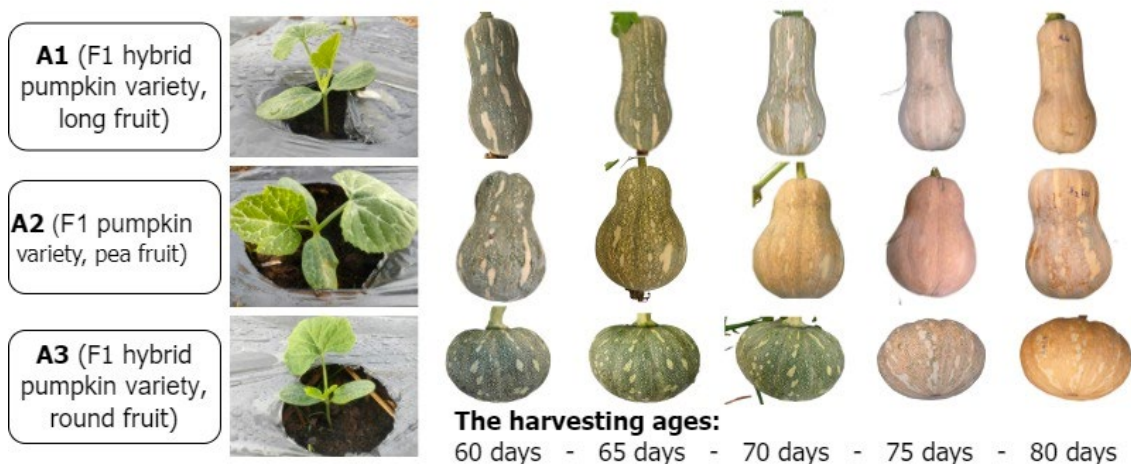 A1 (F1 hybrid
pumpkin variety,
long fruit)
A2 (F1 pumpkin
variety, pea fruit)
A3 (F1 hybrid
pumpkin variety,
round fruit)
The harvesting ages:
60 days - 65 days - 70 days - 75 days - 80 days